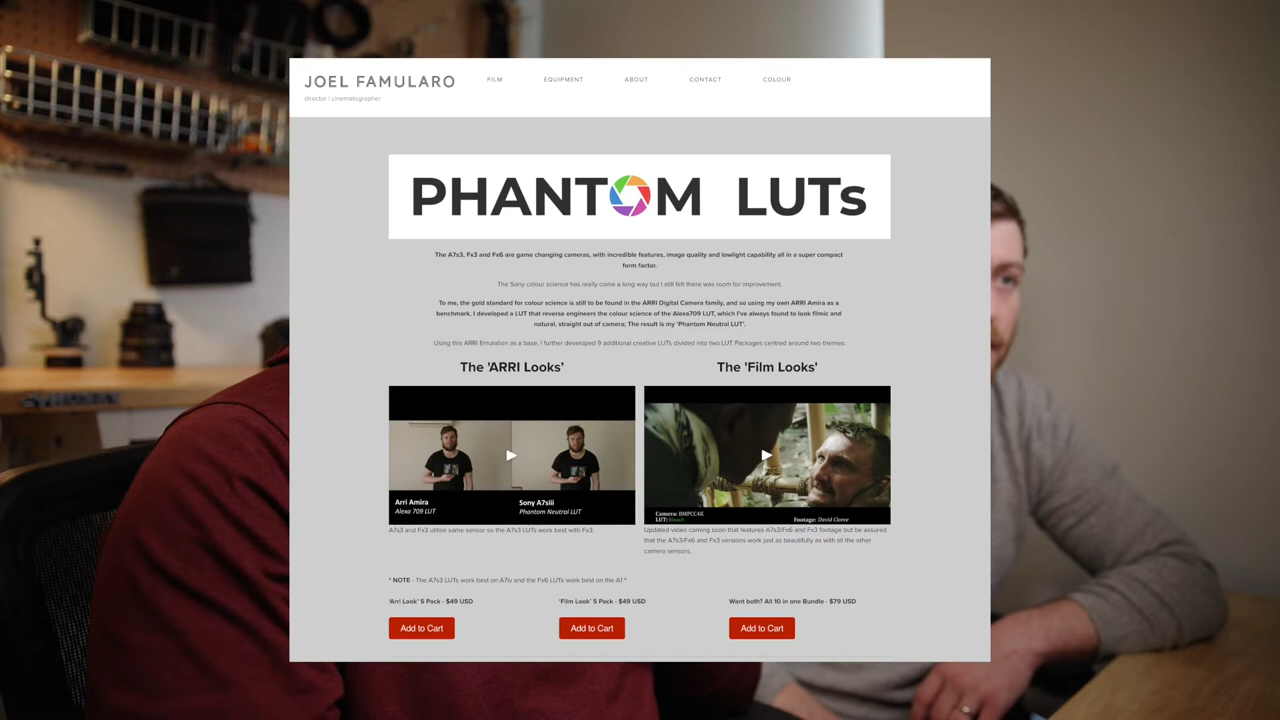 JOEL FAMULARO
director | cinematographer
FILM
EQUIPMENT
ABOUT
CONTACT
COLOUR
PHANTOM LUTs
The A7s3, Fx3 and Fx6 are game changing cameras, with incredible features, image quality and lowlight capability all in a super compact
form factor.
The Sony colour science has really come a long way but I still felt there was room for improvement.
To me, the gold standard for colour science is still to be found in the ARRI Digital Camera family, and so using my own ARRI Amira as a
benchmark, I developed a LUT that reverse engineers the colour science of the Alexa709 LUT, which I've always found to look filmic and
natural, straight out of camera; The result is my 'Phantom Neutral LUT'.
Using this ARRI Emulation as a base, I further developed 9 additional creative LUTs divided into two LUT Packages centred around two themes:
The 'ARRI Looks'
Arri Amira
Alexa 709 LUT
Sony A7siii
Phantom Neutral LUT
A7s3 and Fx3 utilise same sensor so the A7s3 LUTs work best with Fx3.
The 'Film Looks'
Camera: BMPCC4K
LUT: Bleach
Footage: David Cleeve
Updated video coming soon that features A7s3/Fx6 and Fx3 footage but be assured
that the A7s3/Fx6 and Fx3 versions work just as beautifully as with all the other
camera sensors.
* NOTE - The A7s3 LUTs work best on A7iv and the Fx6 LUTs work best on the A1 *
'Arri Look' 5 Pack - $49 USD
Add to Cart
'Film Look' 5 Pack - $49 USD
Add to Cart
Want both? All 10 in one Bundle - $79 USD
Add to Cart